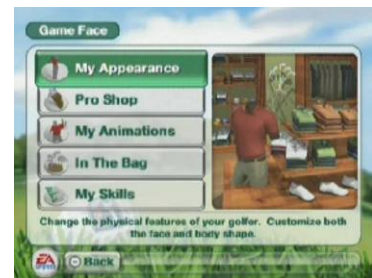 Game Face
My Appearance
Pro Shop
My Animations
In The Bag
My Skills
Change the physical features of your golfer. Customize both
the face and body shape.
EA
SPORTS
Back